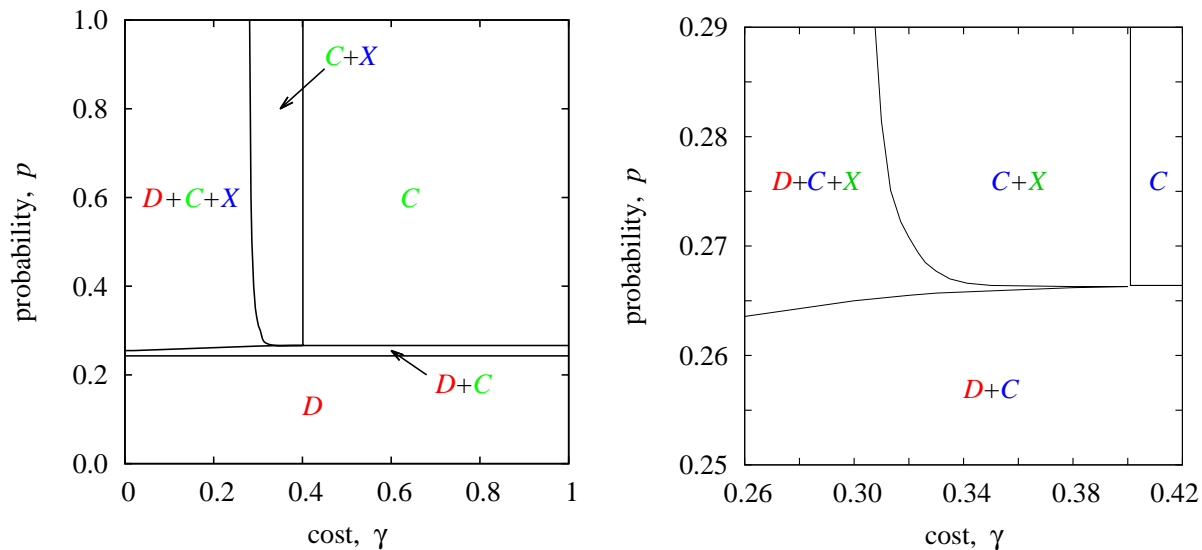 1.0
0.8
0.6
0.4
0.2
0.0
probability, p
C+X
D+C+X
C
D+C
D
0
0.2
0.4
0.6
0.8
1
cost, γ
0.29
0.28
0.27
0.26
0.25
probability, p
D+C+X
C+X
C
D+C
0.26
0.30
0.34
0.38
0.42
cost, γ